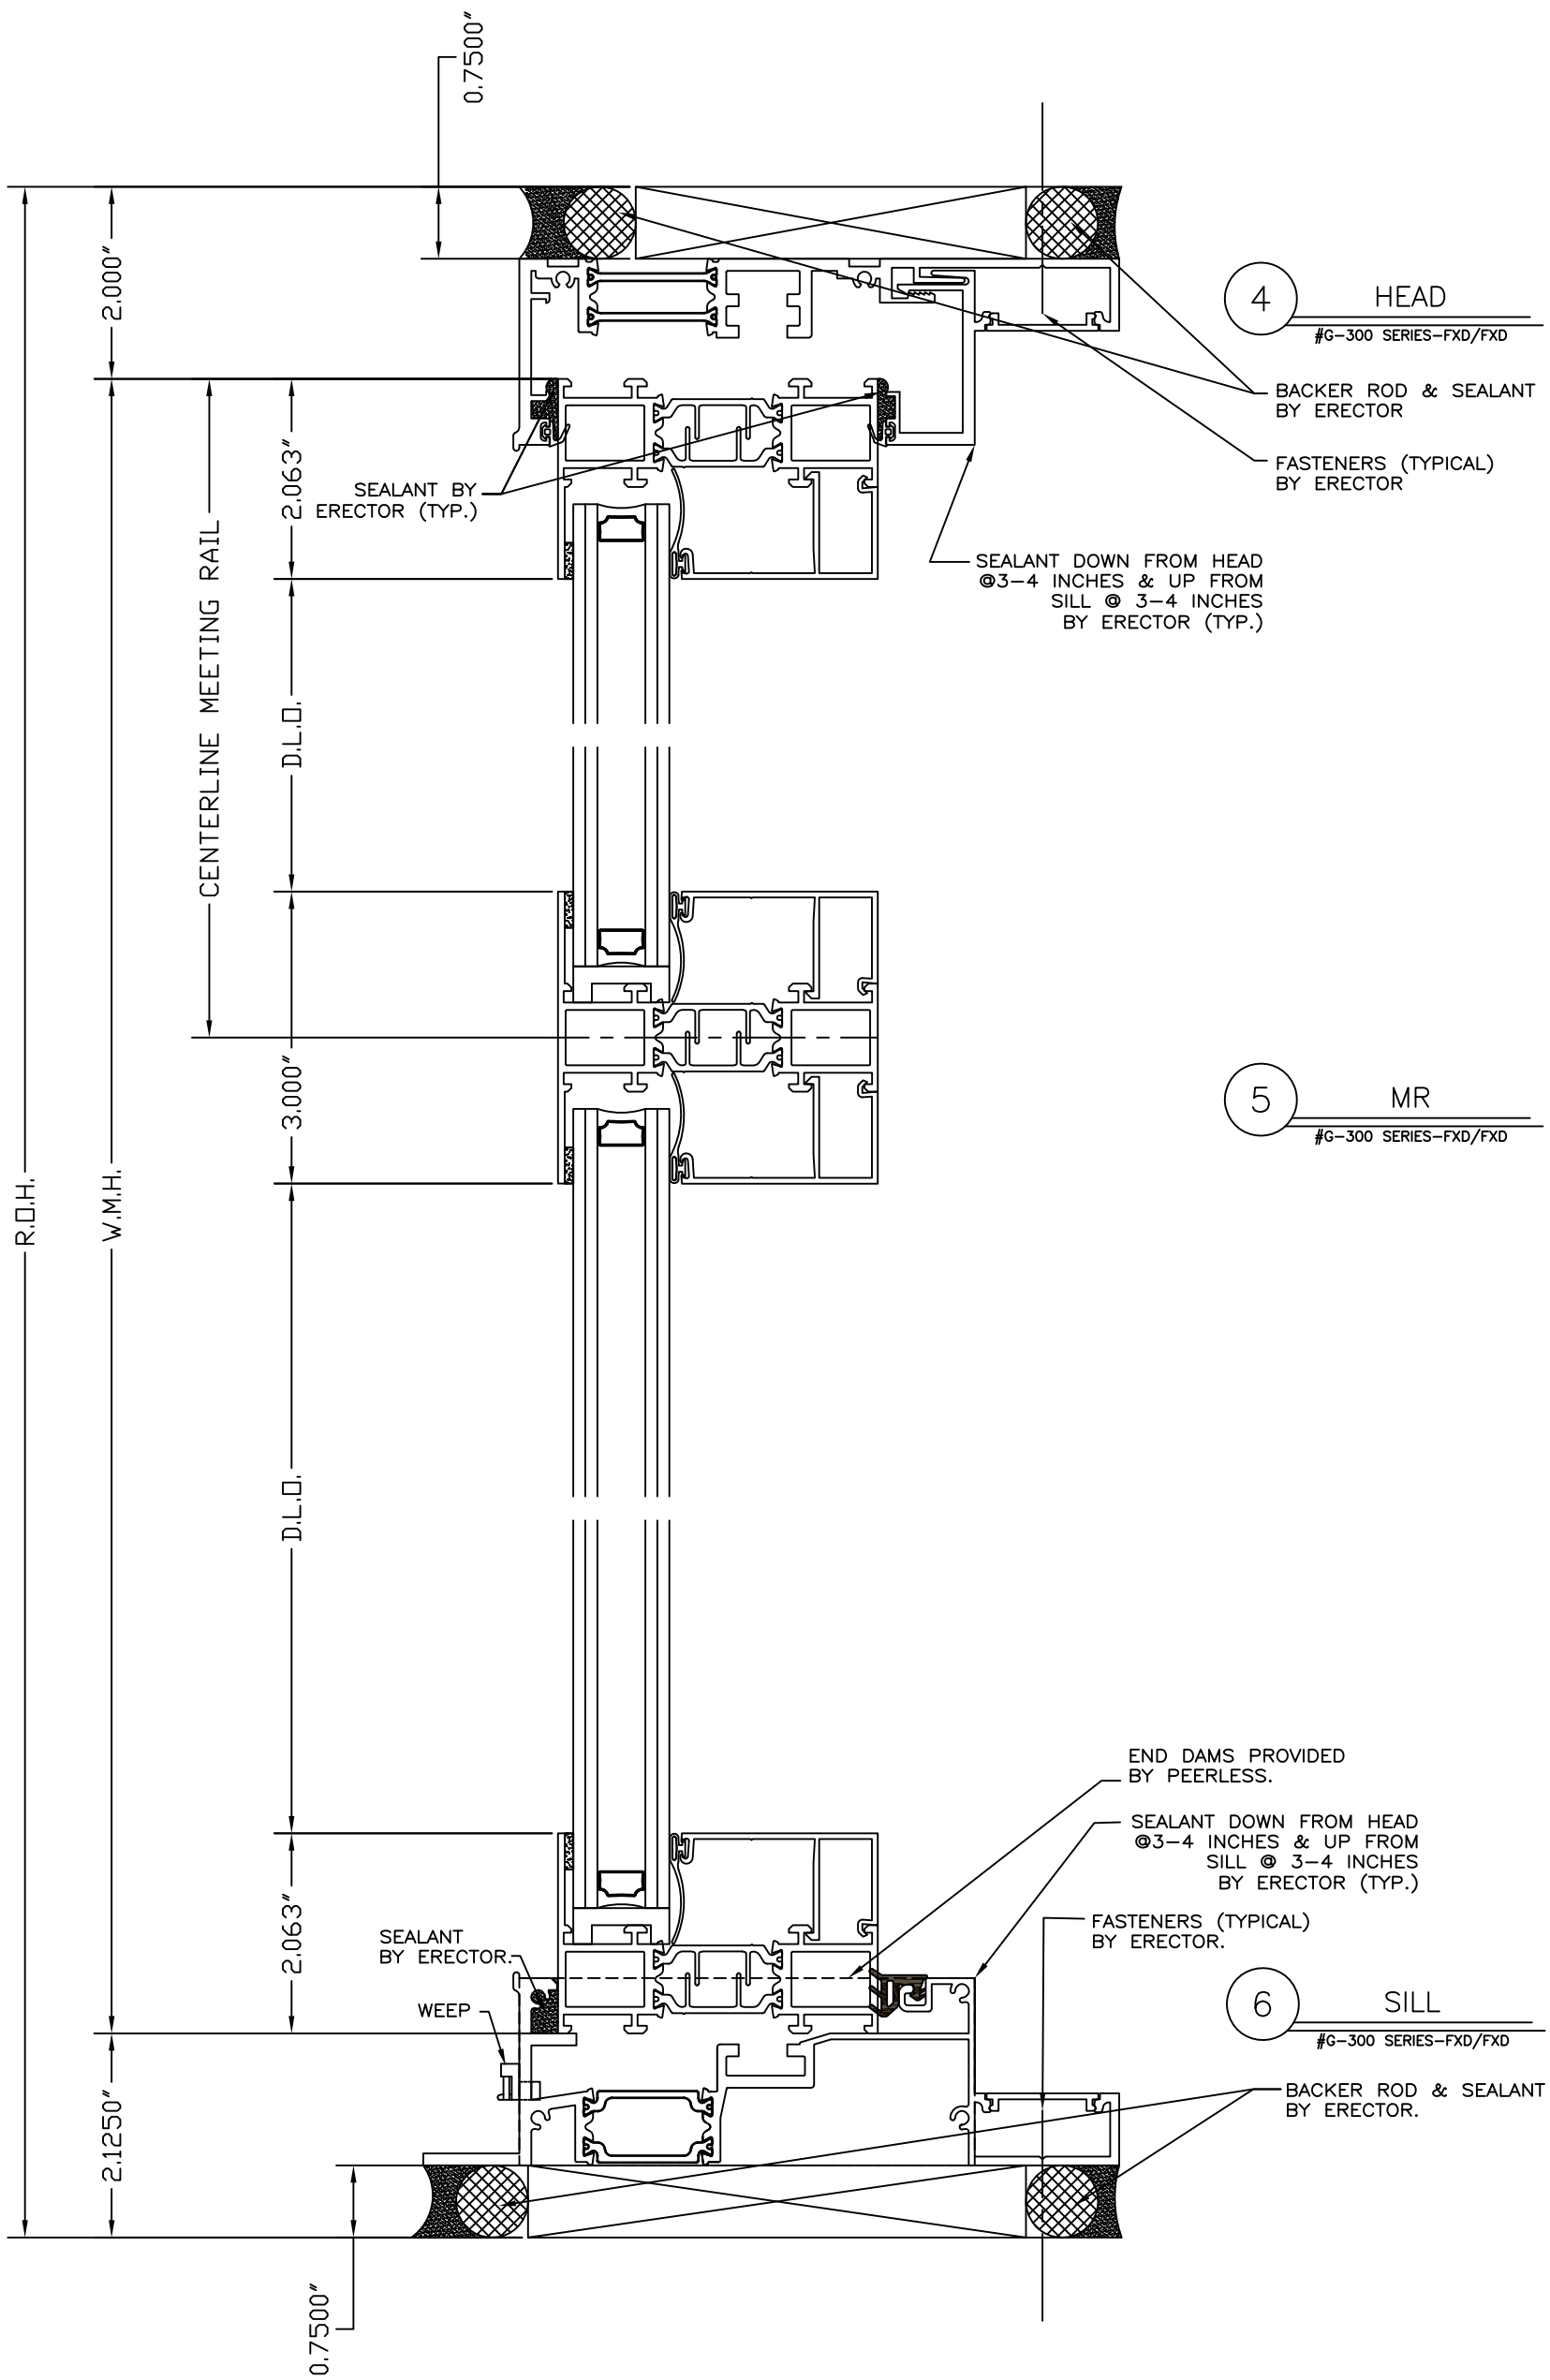 0.7500"
2.000"
4
HEAD
#G-300 SERIES-FXD/FXD
BACKER ROD & SEALANT
BY ERECTOR
FASTENERS (TYPICAL)
BY ERECTOR
2.063"
SEALANT BY
ERECTOR (TYP.)
CENTERLINE MEETING RAIL
SEALANT DOWN FROM HEAD
@3-4 INCHES & UP FROM
SILL @ 3-4 INCHES
BY ERECTOR (TYP.)
D.L.O.
3.000"
5
MR
#G-300 SERIES-FXD/FXD
R.O.H.
W.M.H.
D.L.O.
END DAMS PROVIDED
BY PEERLESS.
SEALANT DOWN FROM HEAD
@3-4 INCHES & UP FROM
SILL @ 3-4 INCHES
BY ERECTOR (TYP.)
2.063"
SEALANT
BY ERECTOR.
FASTENERS (TYPICAL)
BY ERECTOR.
WEEP
6
SILL
#G-300 SERIES-FXD/FXD
2.1250"
BACKER ROD & SEALANT
BY ERECTOR.
0.7500"